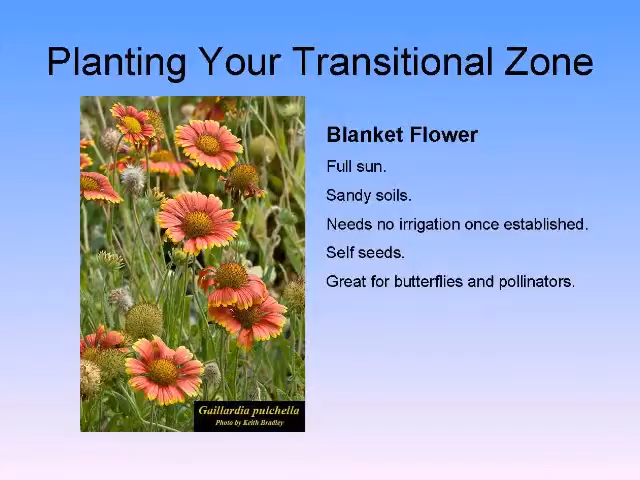 Planting Your Transitional Zone
Blanket Flower
Full sun.
Sandy soils.
Needs no irrigation once established.
Self seeds.
Great for butterflies and pollinators.
Gaillardia pulchella
Photo by Keith Bradley